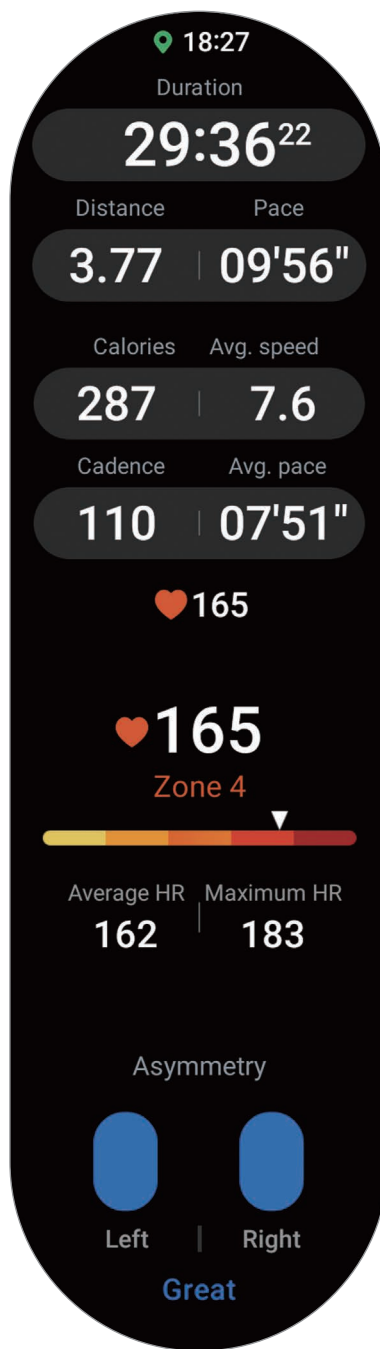 18:27
Duration
29:36 22
Distance Pace
3.77 09'56"
Calories Avg. speed
287 7.6
Cadence Avg. pace
110 07'51"
165
165
Zone 4
Average HR Maximum HR
162 183
Asymmetry
Left Right
Great